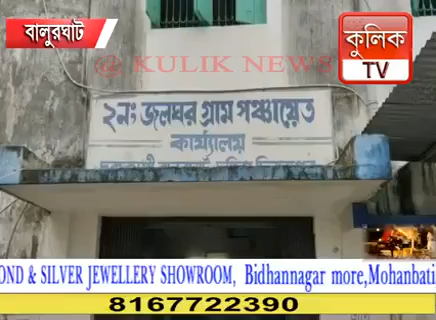 বালুরঘাট
কুলিক
TV
@ KULIK NEWS
২নং জলঘর গ্রাম পঞ্চায়েত
কার্য্যালয়
OND & SILVER JEWELLERY SHOWROOM, Bidhannagar more,Mohanbati
8167722390